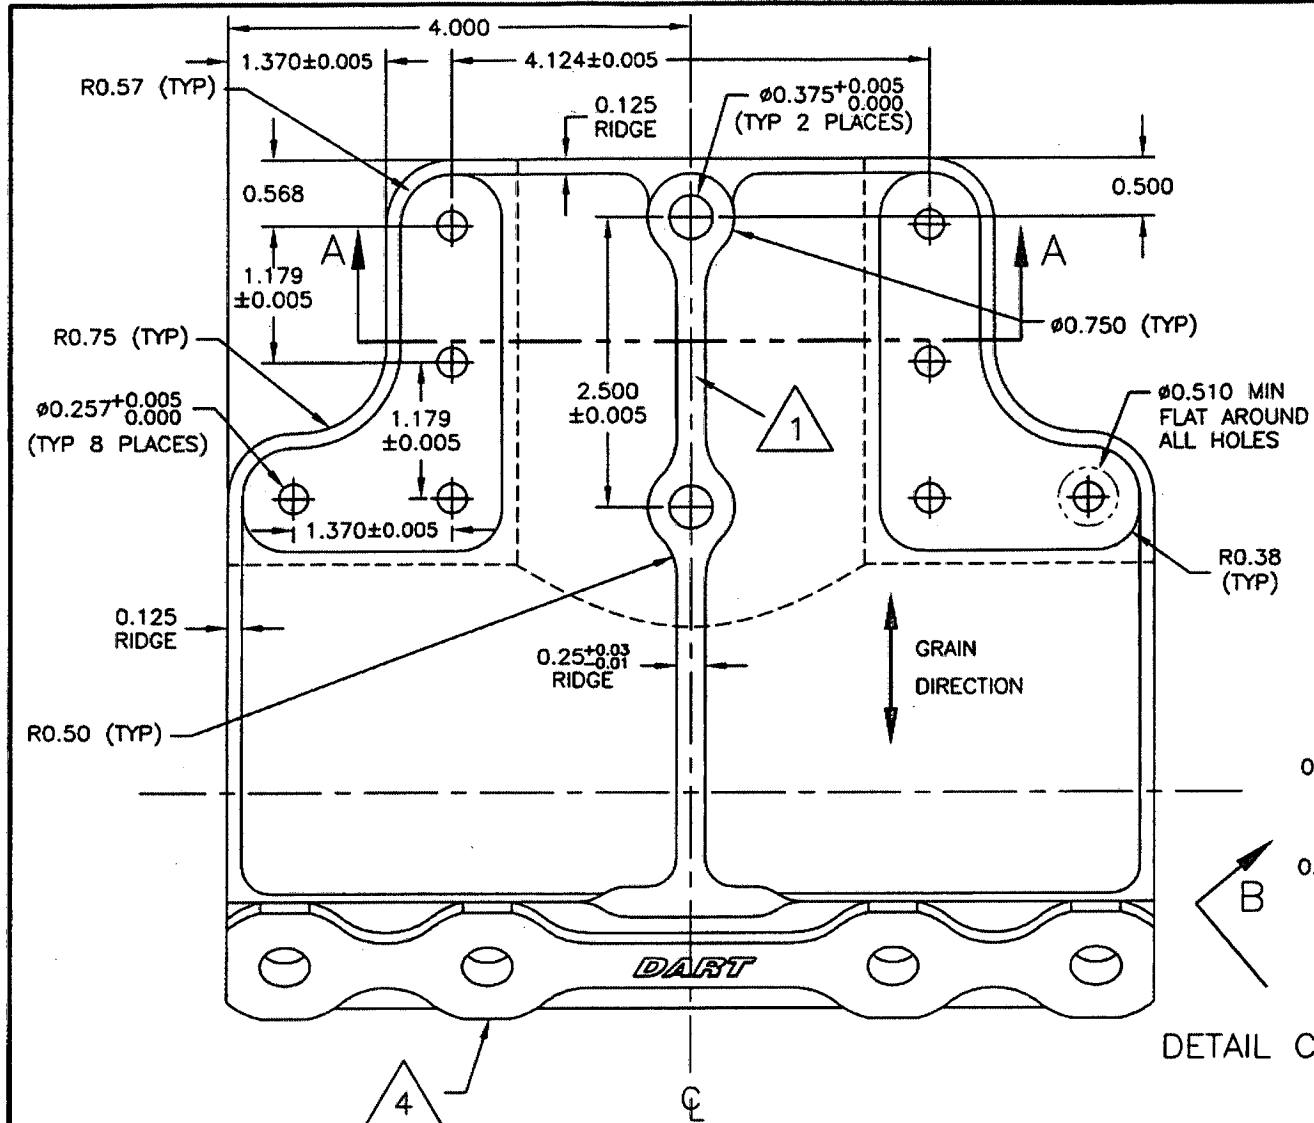 4.000
1.370±0.005
4.124±0.005
R0.57 (TYP)
0.125
RIDGE
ø0.375+0.005
0.000
(TYP 2 PLACES)
0.568
0.500
A
A
1.179
±0.005
R0.75 (TYP)
ø0.750 (TYP)
ø0.257+0.005
0.000
(TYP 8 PLACES)
1.179
±0.005
2.500
±0.005
1
ø0.510 MIN
FLAT AROUND
ALL HOLES
1.370±0.005
R0.38
(TYP)
0.125
RIDGE
0.25+0.03
-0.01
RIDGE
GRAIN
DIRECTION
R0.50 (TYP)
0
0.
B
DART
DETAIL C
4
℄